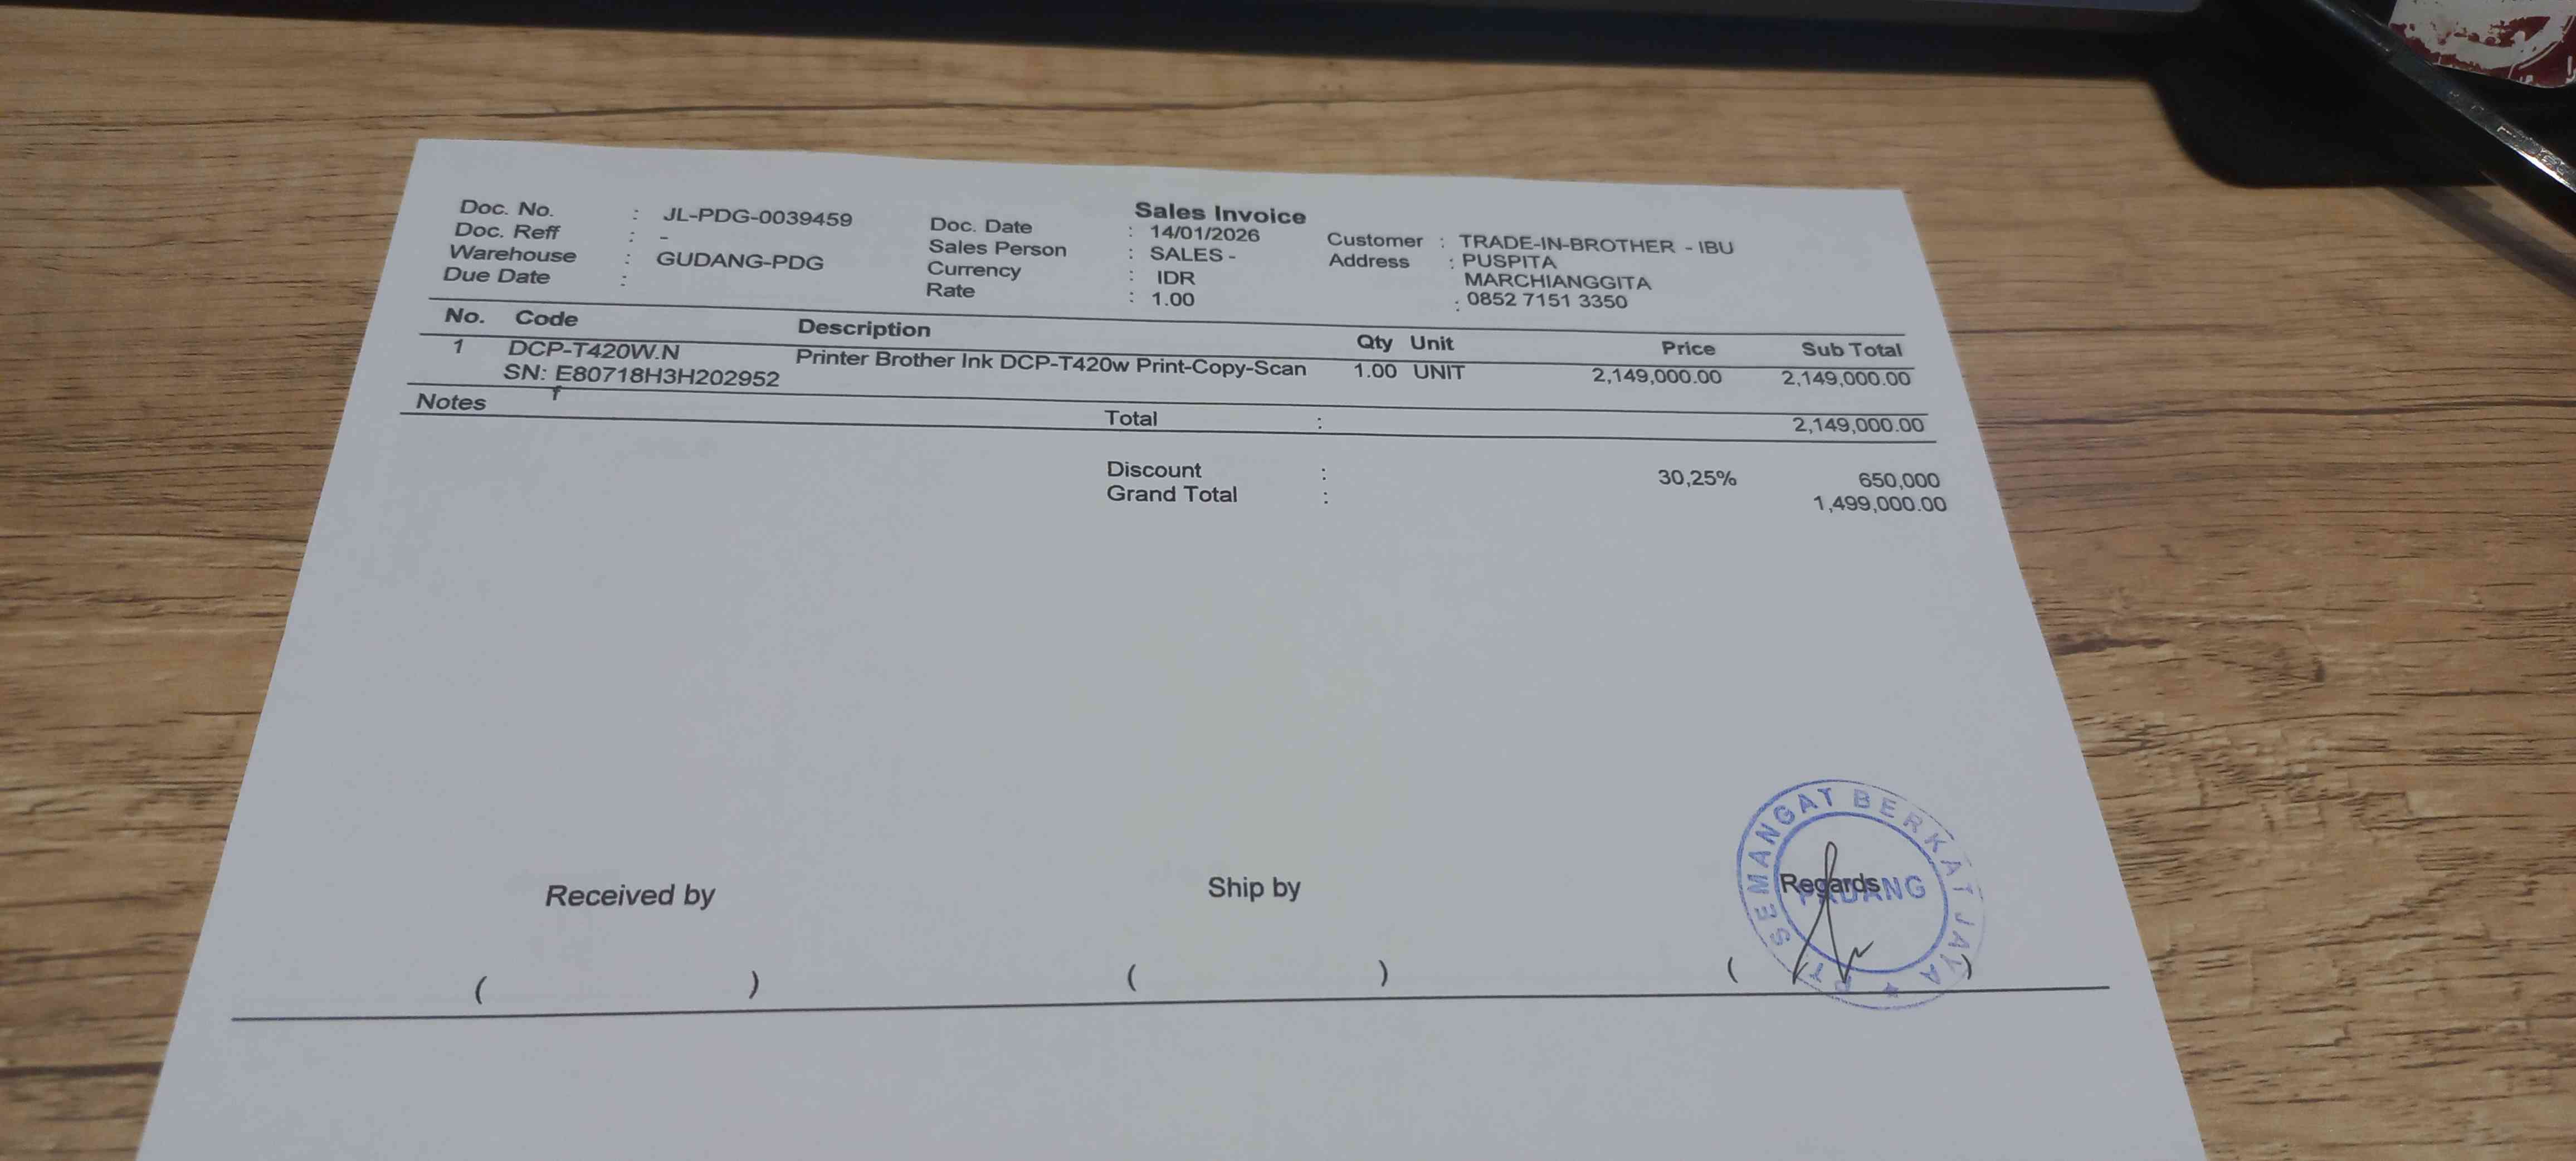 Sales Invoice
Doc. No. : JL-PDG-0039459
Doc. Reff : -
Warehouse : GUDANG-PDG
Due Date :
Doc. Date : 14/01/2026
Sales Person : SALES -
Currency : IDR
Rate : 1.00
Customer : TRADE-IN-BROTHER - IBU
Address : PUSPITA
MARCHIANGGITA
: 0852 7151 3350
No. Code Description Qty Unit Price Sub Total
1 DCP-T420W.N Printer Brother Ink DCP-T420w Print-Copy-Scan 1.00 UNIT 2,149,000.00 2,149,000.00
SN: E80718H3H202952
f
Notes Total : 2,149,000.00
Discount : 30,25% 650,000
Grand Total : 1,499,000.00
Received by Ship by Regards
( ) ( ) ( )
PT SEMANGAT BERKAT JAYA
PADANG